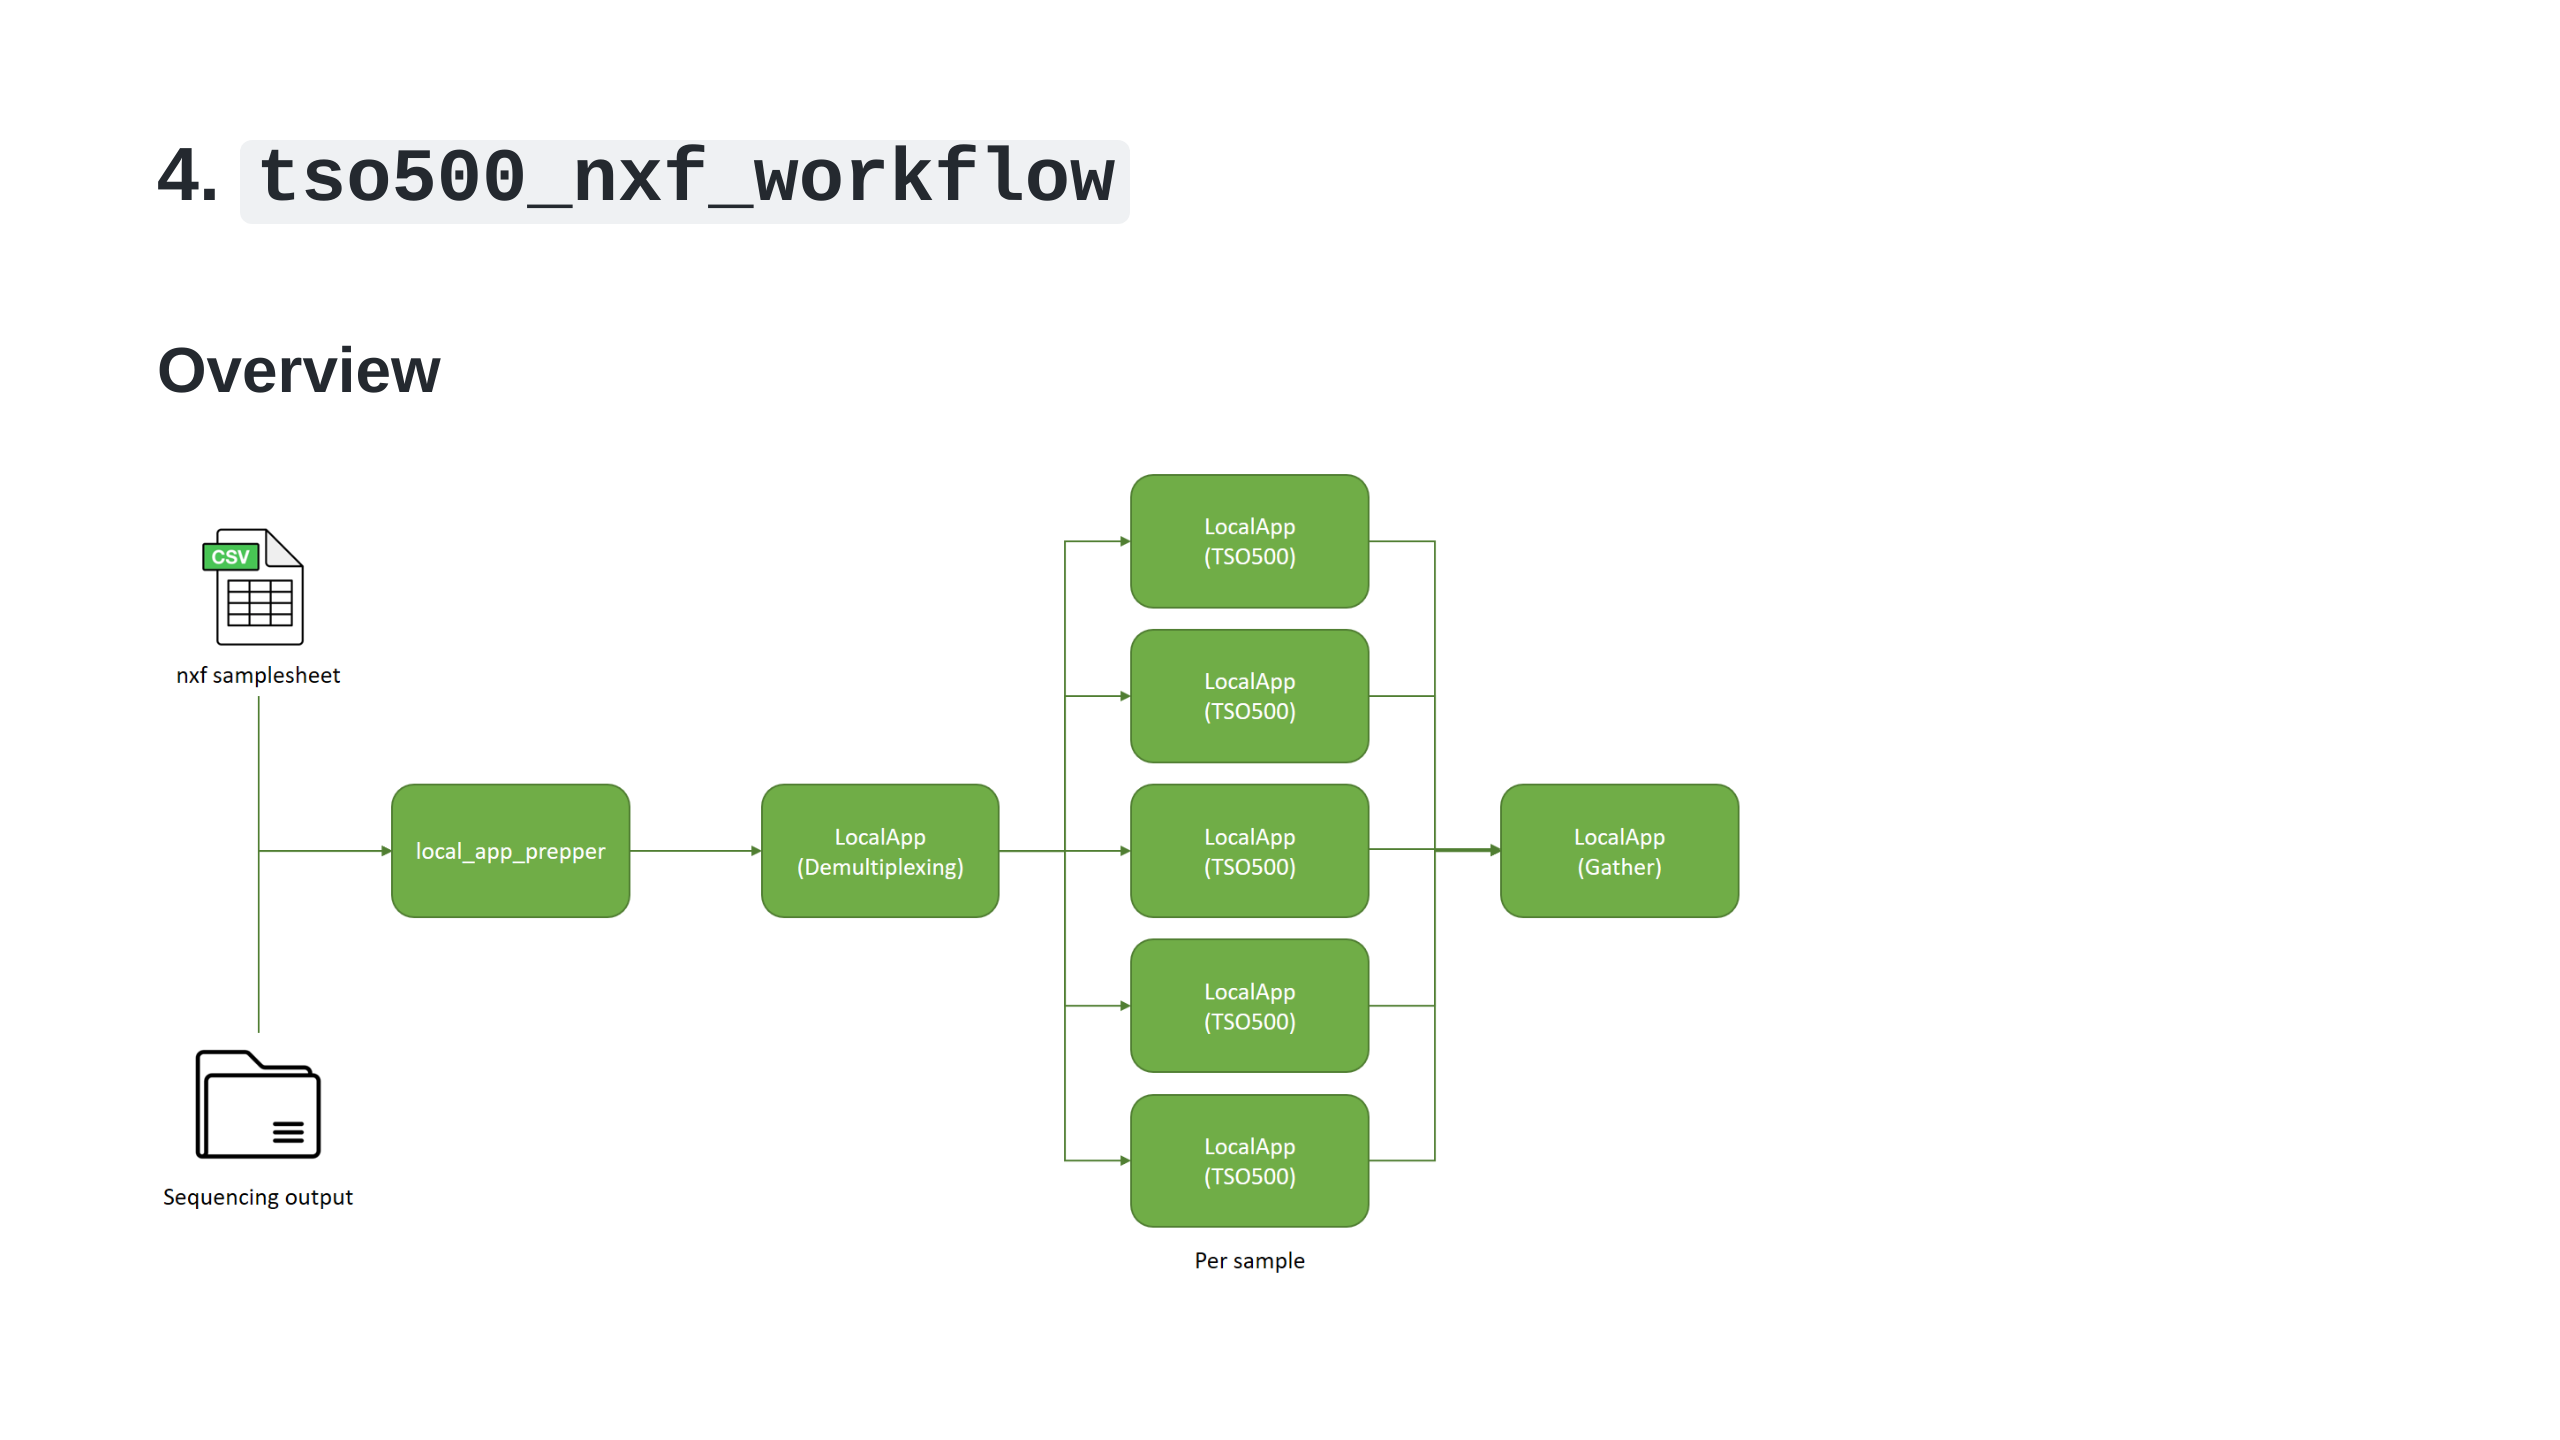 4. tso500_nxf_workflow
Overview
CSV
nxf samplesheet
Sequencing output
local_app_prepper
LocalApp
(Demultiplexing)
LocalApp
(TSO500)
LocalApp
(TSO500)
LocalApp
(TSO500)
LocalApp
(TSO500)
LocalApp
(TSO500)
Per sample
LocalApp
(Gather)